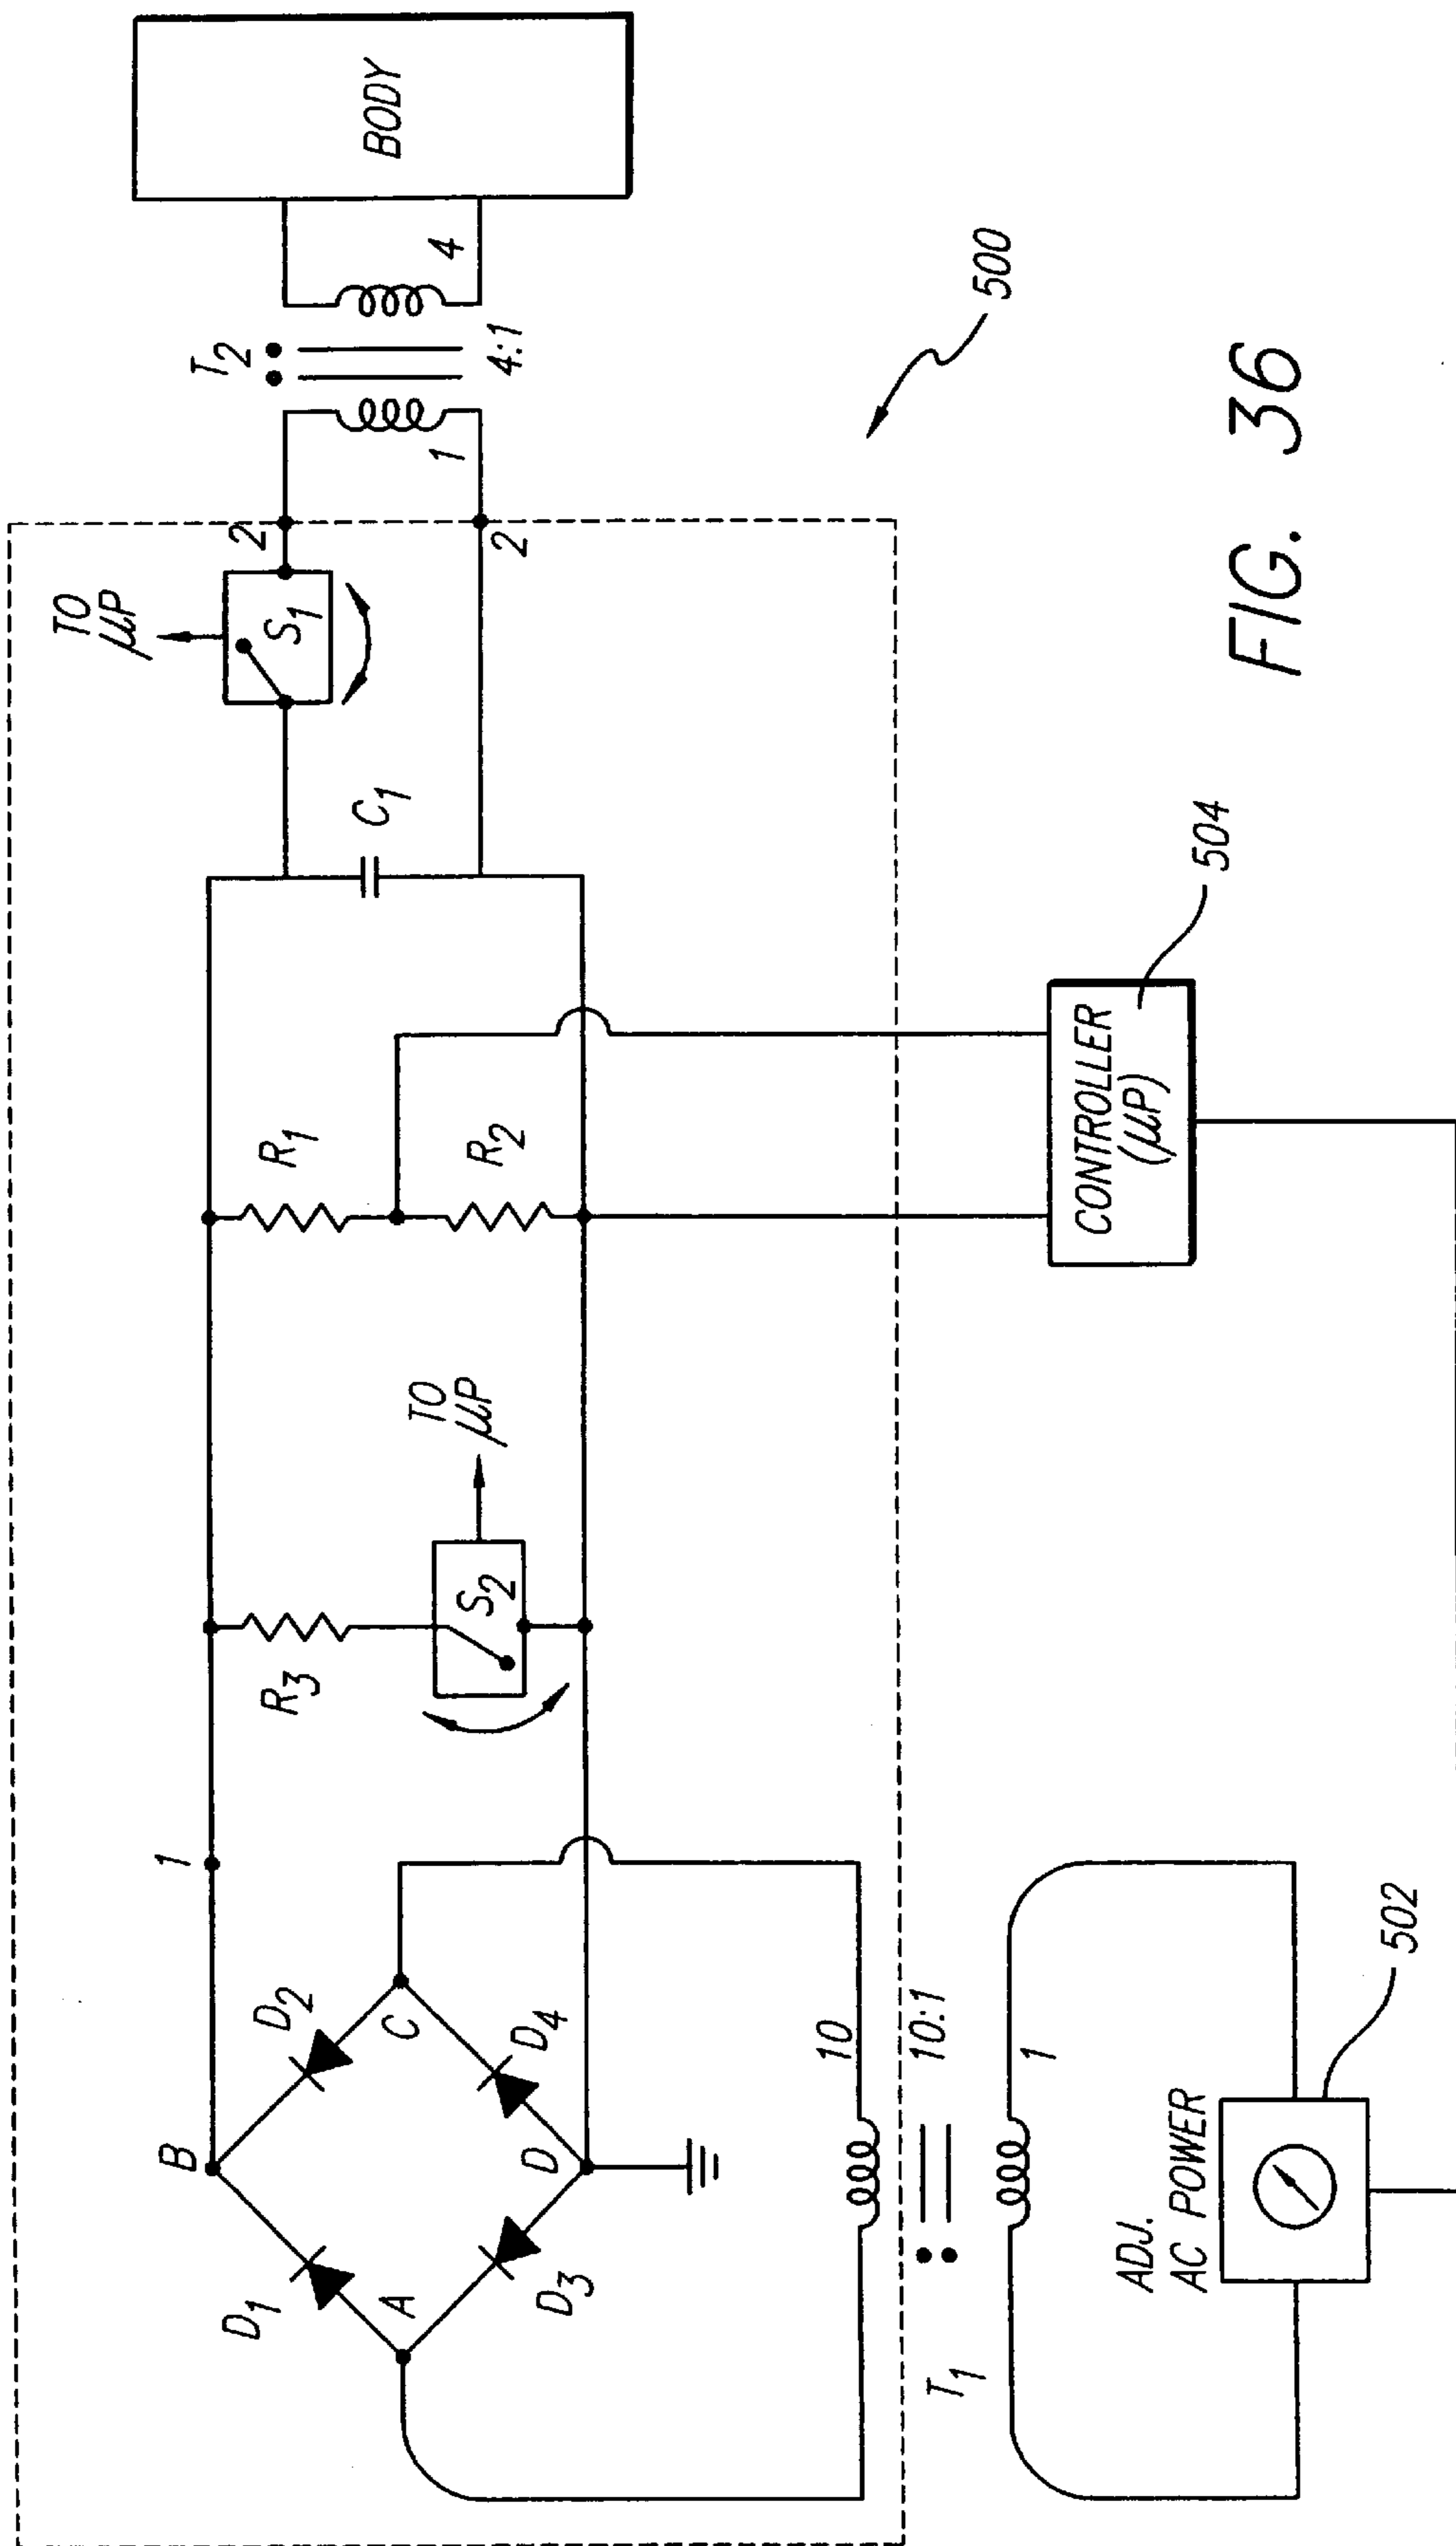 TO
μP
S1
2
2
T2
1
4:1
4
BODY
C1
R1
R2
R3
S2
TO
μP
1
B
D1
D2
A
C
D3
D4
D
10
10:1
1
T1
ADJ.
AC POWER
502
CONTROLLER
(μP)
504
500
FIG. 36